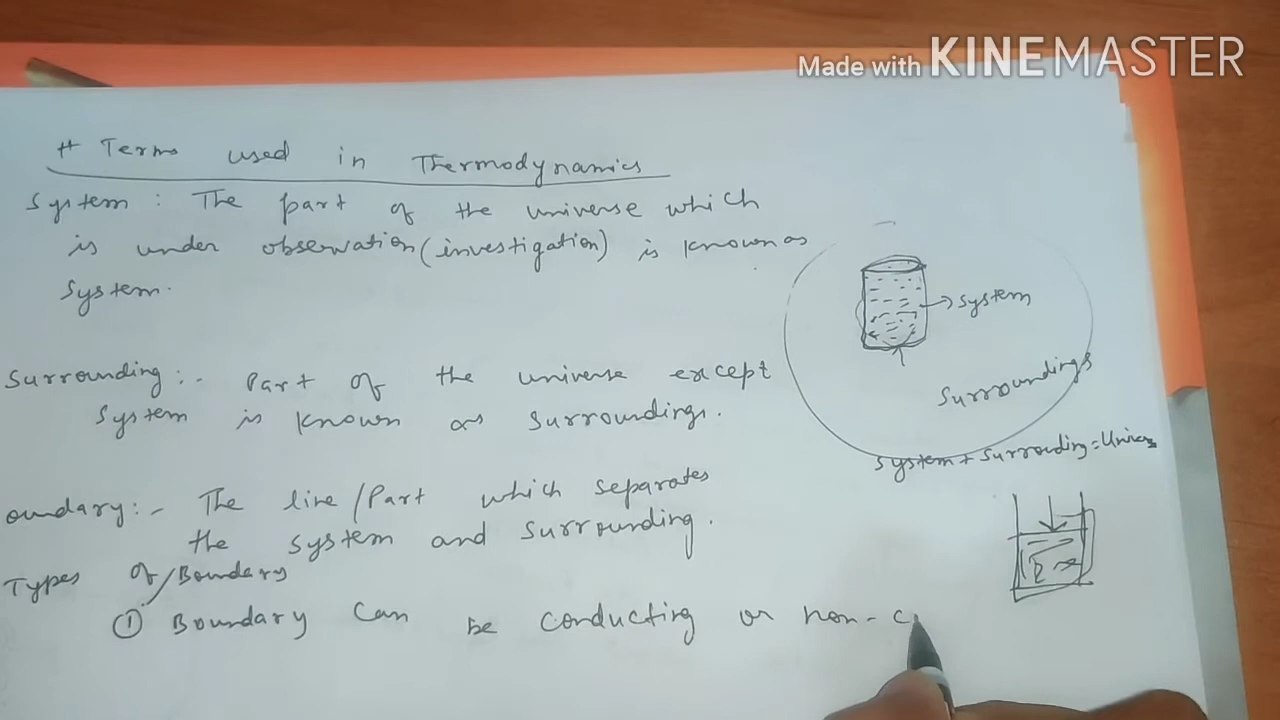 Made with KINEMASTER
# Terms used in Thermodynamics
System : The part of the universe which
is under observation (investigation) is known as
System.
Surrounding :- Part of the universe except
System is known as Surroundings.
oundary :- The line/Part which separates
the system and surrounding.
Types of/Boundary
① Boundary can be conducting or non-c
→ System
Surroundings
System + Surrounding = Univers